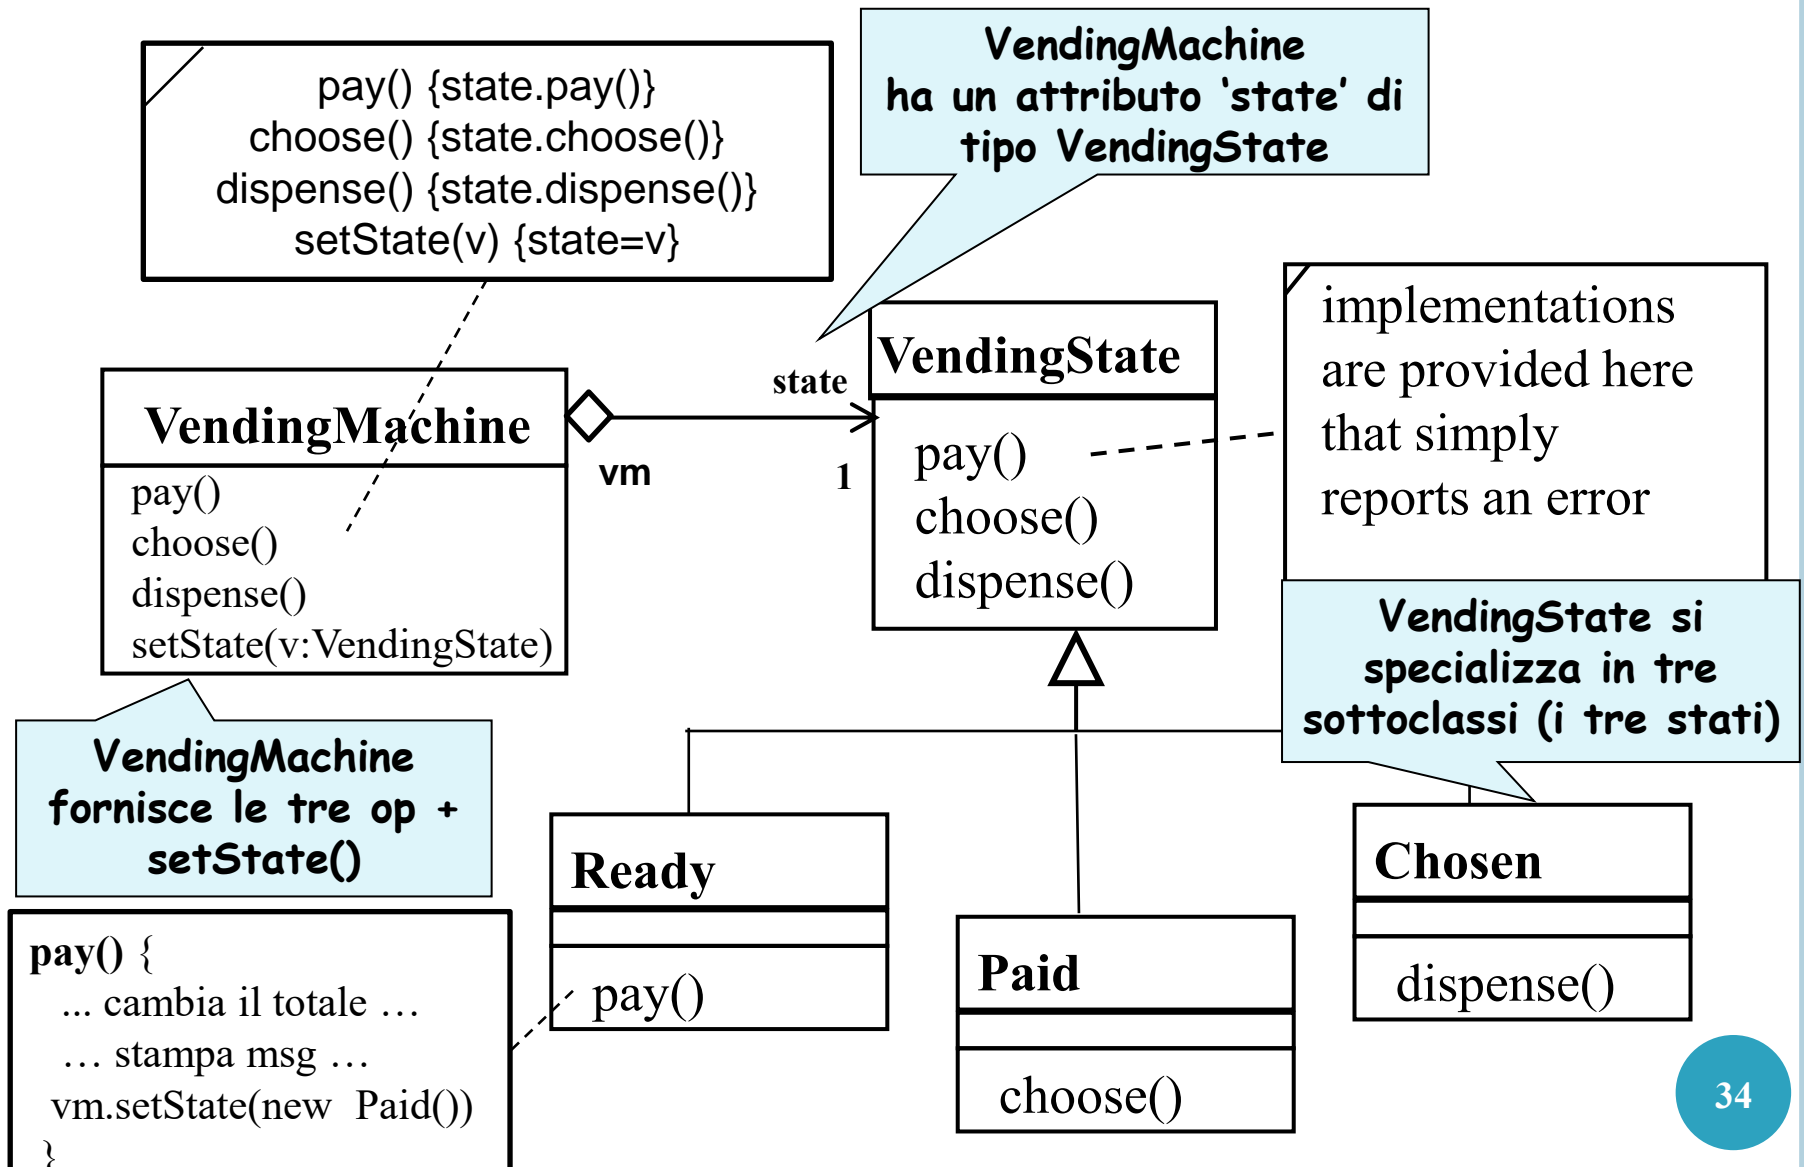 pay() {state.pay()}
choose() {state.choose()}
dispense() {state.dispense()}
setState(v) {state=v}
VendingMachine
ha un attributo ‘state’ di
tipo VendingState
implementations
are provided here
that simply
reports an error
VendingMachine
pay()
choose()
dispense()
setState(v:VendingState)
state
vm
1
VendingState
pay()
choose()
dispense()
VendingState si
specializza in tre
sottoclassi (i tre stati)
VendingMachine
fornisce le tre op +
setState()
Ready
pay()
Paid
choose()
Chosen
dispense()
pay() {
... cambia il totale …
… stampa msg …
vm.setState(new Paid())
}
34